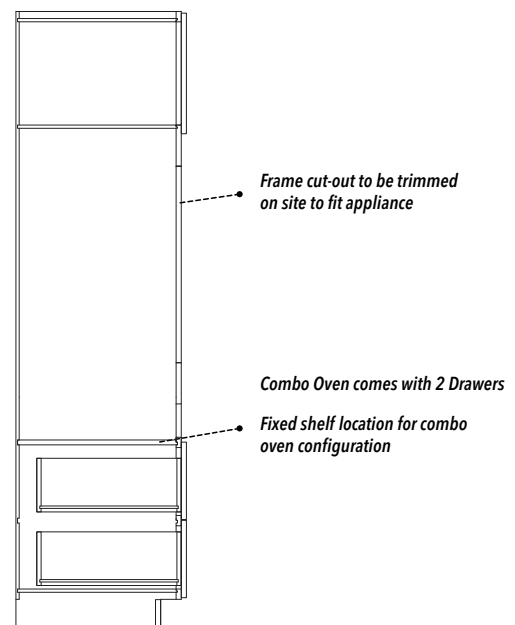 Frame cut-out to be trimmed
on site to fit appliance
Combo Oven comes with 2 Drawers
Fixed shelf location for combo
oven configuration